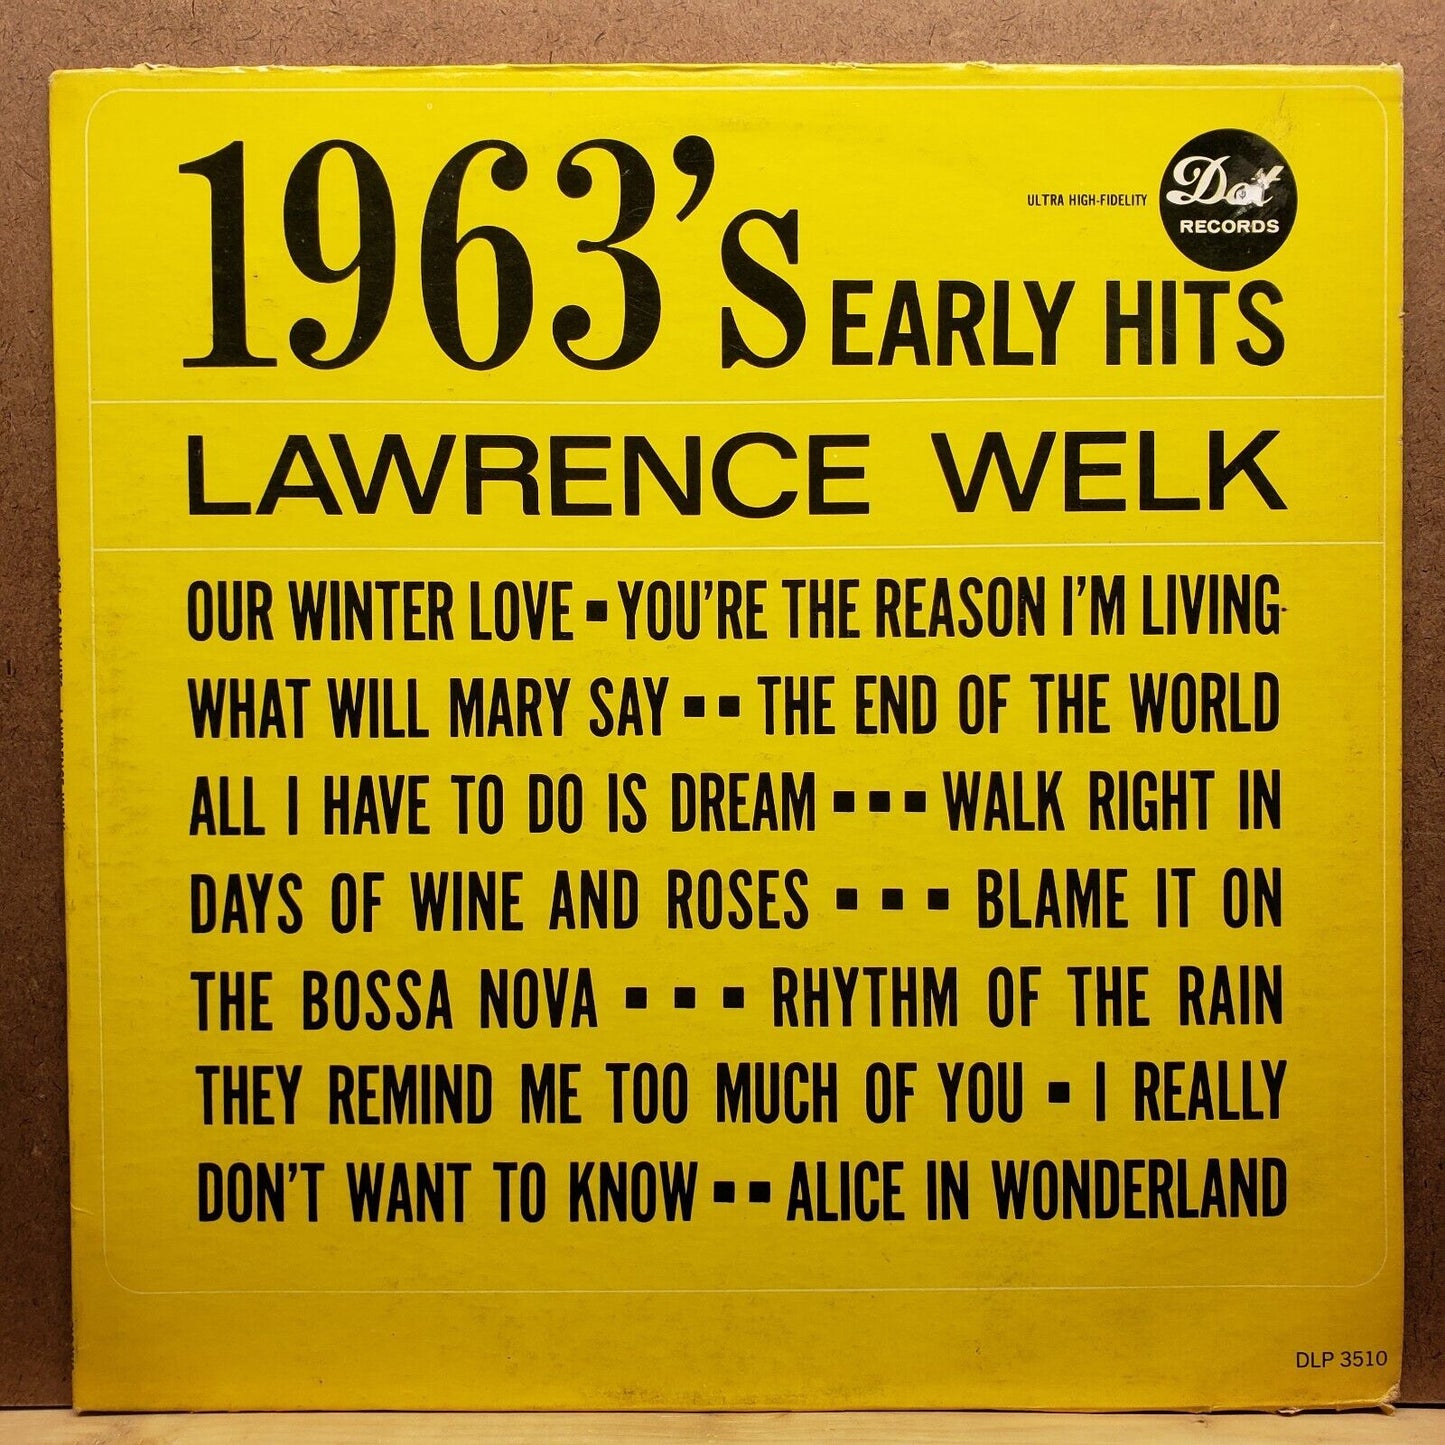 1963's EARLY HITS
ULTRA HIGH-FIDELITY
Dot
RECORDS
LAWRENCE WELK
OUR WINTER LOVE ▪ YOU'RE THE REASON I'M LIVING
WHAT WILL MARY SAY ▪ ▪ THE END OF THE WORLD
ALL I HAVE TO DO IS DREAM ▪ ▪ ▪ WALK RIGHT IN
DAYS OF WINE AND ROSES ▪ ▪ ▪ BLAME IT ON
THE BOSSA NOVA ▪ ▪ ▪ RHYTHM OF THE RAIN
THEY REMIND ME TOO MUCH OF YOU ▪ I REALLY
DON'T WANT TO KNOW ▪ ▪ ALICE IN WONDERLAND
DLP 3510